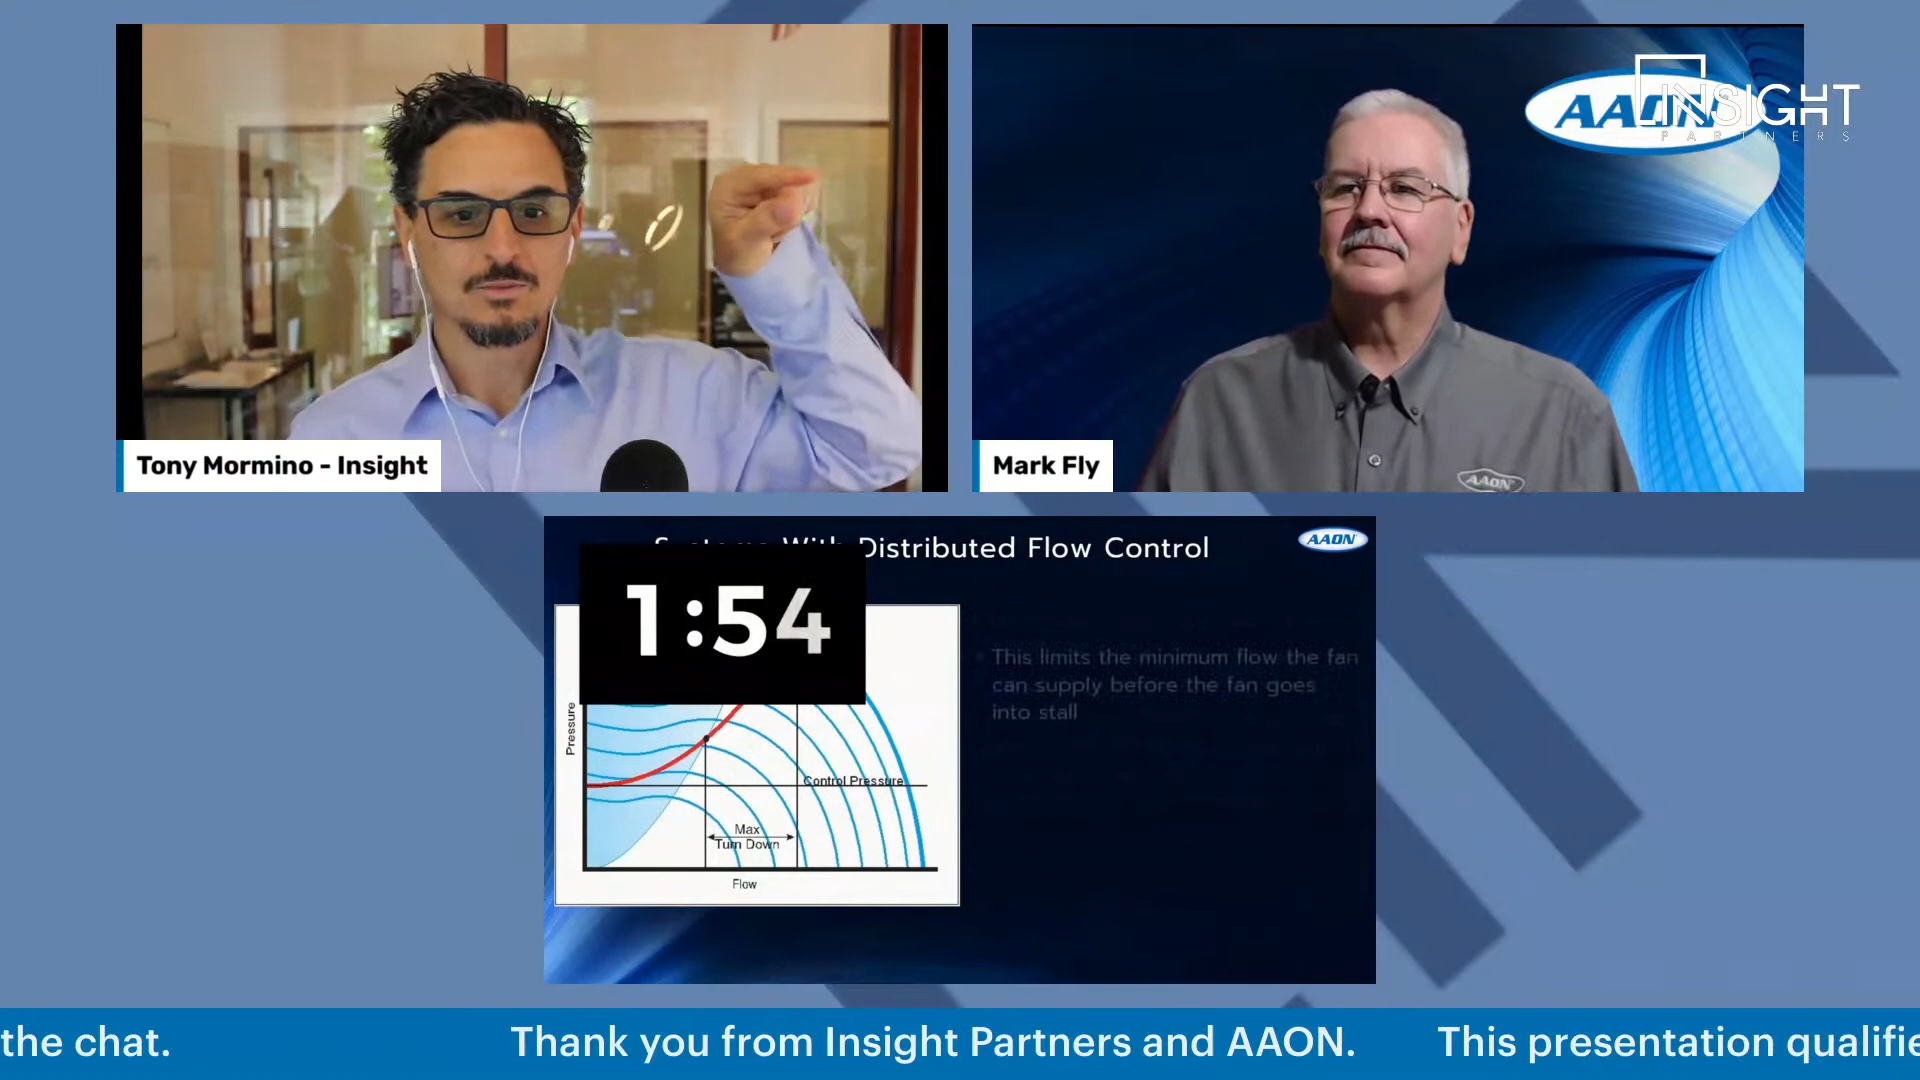 AAON
INSIGHT
PARTNERS
Tony Mormino - Insight
Mark Fly
AAON
Systems With Distributed Flow Control
AAON
1:54
This limits the minimum flow the fan
can supply before the fan goes
into stall
Pressure
Control Pressure
Max
Turn Down
Flow
the chat.
Thank you from Insight Partners and AAON.
This presentation qualifie